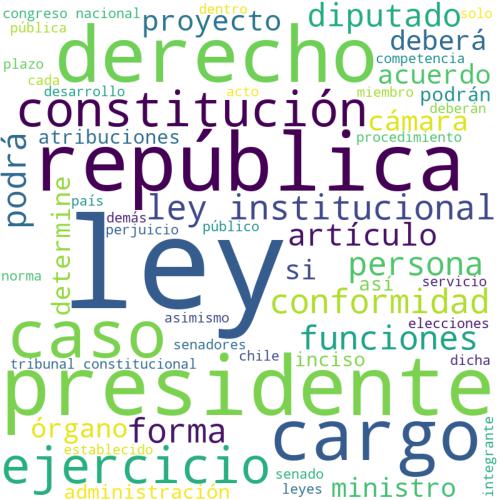 congreso nacional
dentro
solo
pública
proyecto
diputado
derecho
deberá
plazo
competencia
cada
acuerdo
desarrollo
acto
miembro
podrán
constitución
deberán
cámara
podrá
atribuciones
procedimiento
república
determine
país
ley
ley institucional
demás
perjuicio
público
artículo
si
persona
norma
así
servicio
conformidad
asimismo
elecciones
caso
funciones
senadores
chile
inciso
dicha
tribunal constitucional
presidente
órgano
forma
cargo
integrante
establecido
ejercicio
senado
ministro
administración
leyes